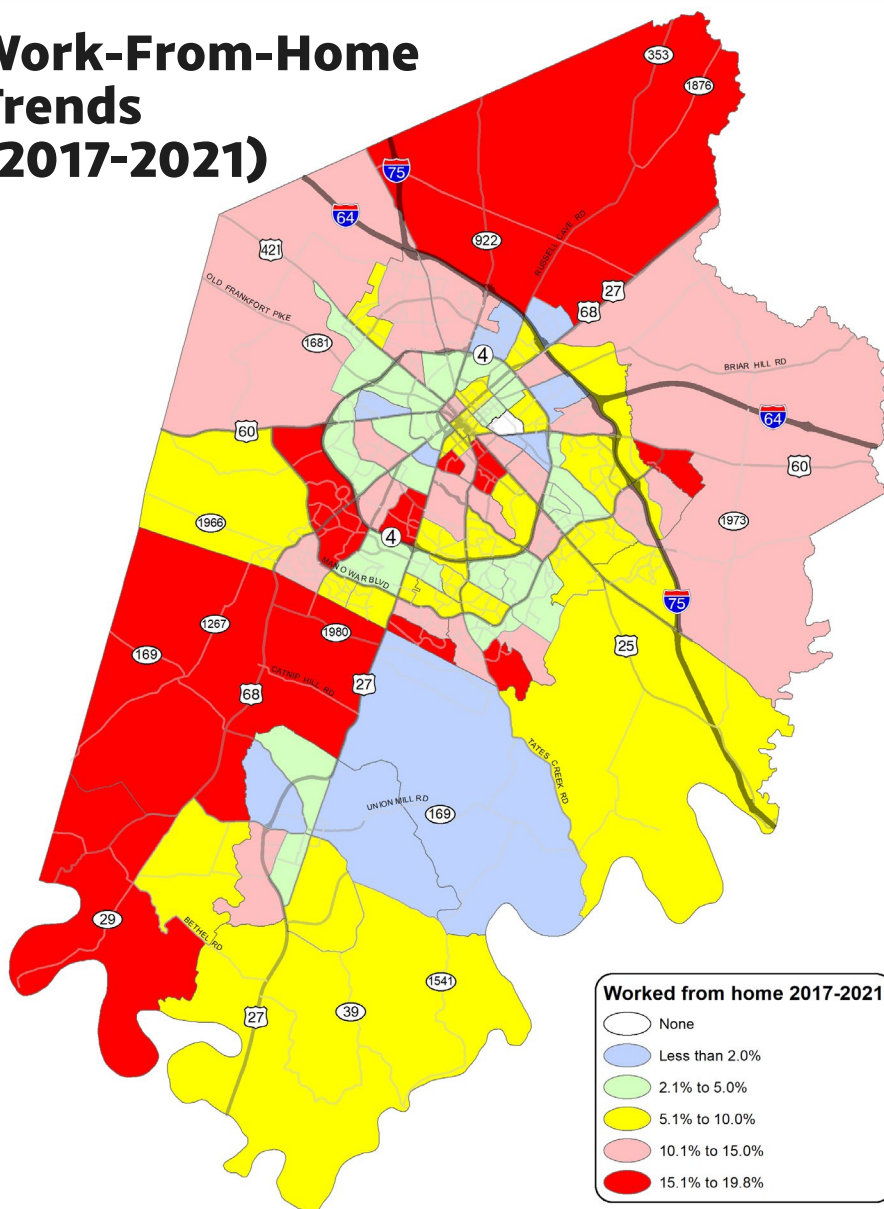 Work-From-Home
Trends
(2017-2021)
353
1876
75
64
922
421
RUSSELL CAVE RD
27
68
OLD FRANKFORT PIKE
1681
4
BRIAR HILL RD
64
60
60
1966
1973
4
MAN O WAR BLVD
75
1267
1980
169
25
68
CATNIP HILL RD
27
TATES CREEK RD
UNION MILL RD
169
29
BETHEL RD
1541
27
39
Worked from home 2017-2021
None
Less than 2.0%
2.1% to 5.0%
5.1% to 10.0%
10.1% to 15.0%
15.1% to 19.8%